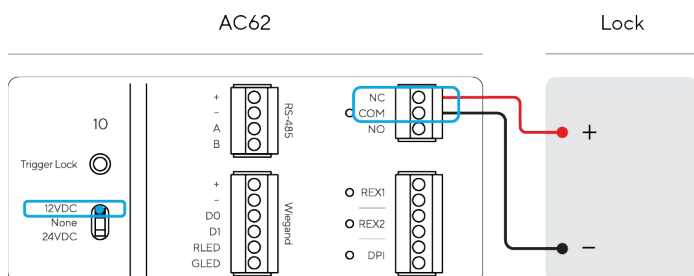 AC62
Lock
10
Trigger Lock
12VDC
None
24VDC
+
-
A
B
RS-485
+
-
D0
D1
RLED
GLED
Wiegand
NC
COM
NO
REX1
REX2
DPI
+
-